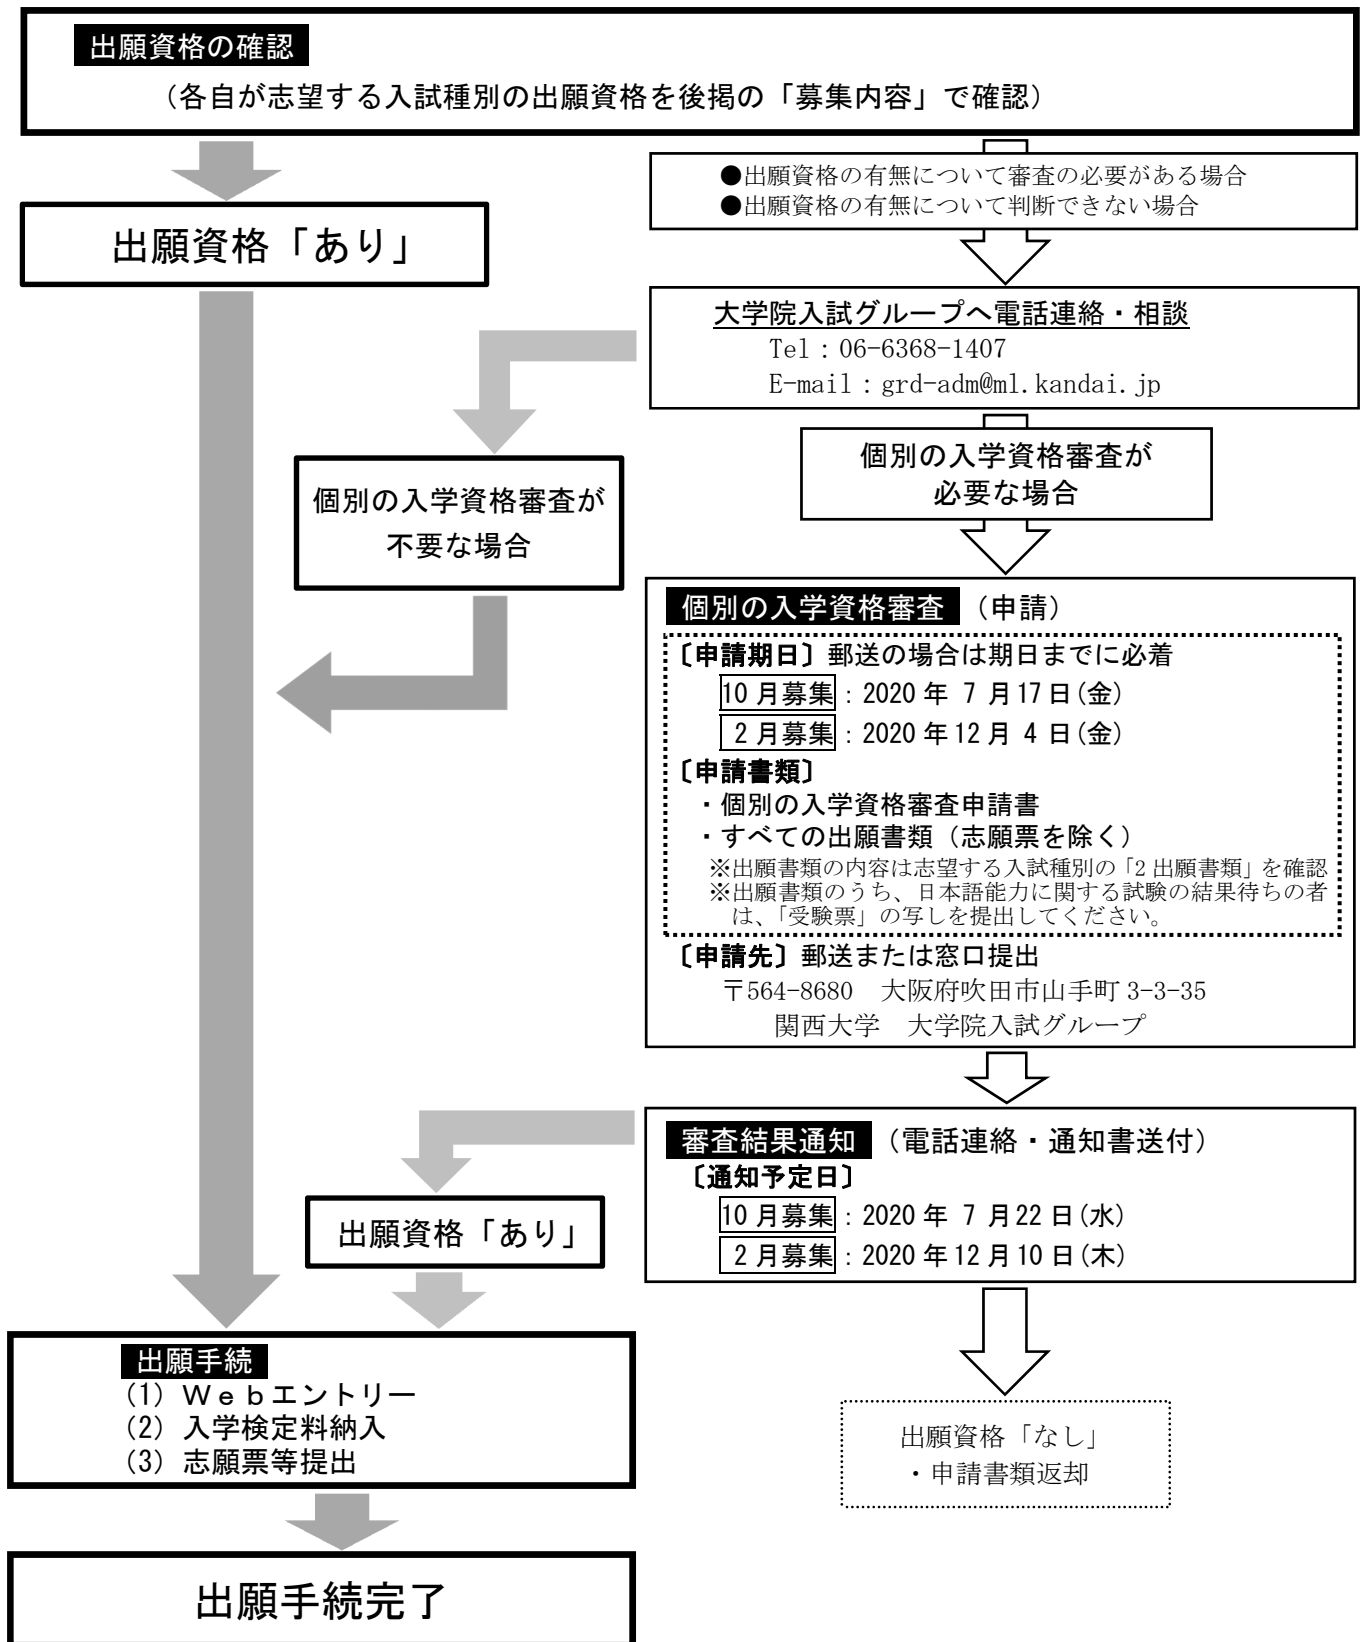 出願資格の確認
（各自が志望する入試種別の出願資格を後掲の「募集内容」で確認）
●出願資格の有無について審査の必要がある場合
●出願資格の有無について判断できない場合
出願資格「あり」
大学院入試グループへ電話連絡・相談
Tel：06-6368-1407
E-mail：grd-adm@ml.kandai.jp
個別の入学資格審査が
必要な場合
個別の入学資格審査が
不要な場合
個別の入学資格審査 （申請）
〔申請期日〕郵送の場合は期日までに必着
10月募集：2020年 7月17日(金)
2月募集：2020年12月 4日(金)
〔申請書類〕
・個別の入学資格審査申請書
・すべての出願書類（志願票を除く）
※出願書類の内容は志望する入試種別の「2 出願書類」を確認
※出願書類のうち、日本語能力に関する試験の結果待ちの者
は、「受験票」の写しを提出してください。
〔申請先〕郵送または窓口提出
〒564-8680　大阪府吹田市山手町 3-3-35
関西大学　大学院入試グループ
審査結果通知 （電話連絡・通知書送付）
〔通知予定日〕
10月募集：2020年 7月22日(水)
2月募集：2020年12月10日(木)
出願資格「あり」
出願手続
(1) Ｗｅｂエントリー
(2) 入学検定料納入
(3) 志願票等提出
出願資格「なし」
・申請書類返却
出願手続完了